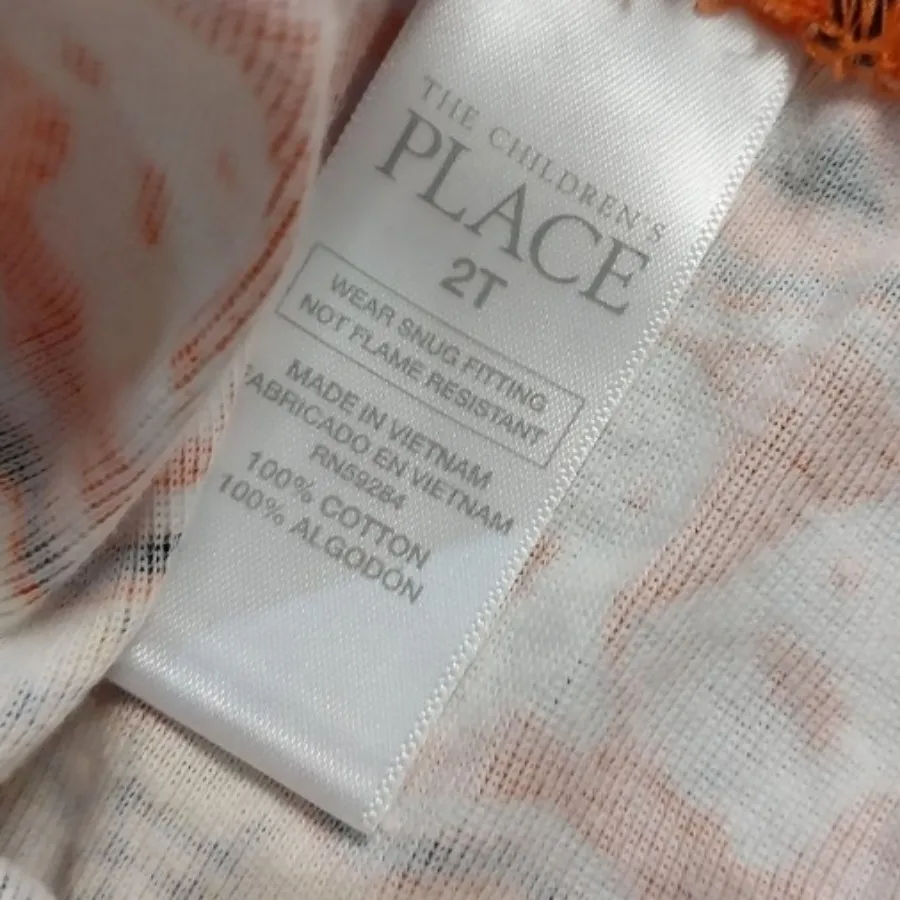 THE CHILDREN'S
PLACE
2T
WEAR SNUG FITTING
NOT FLAME RESISTANT
MADE IN VIETNAM
FABRICADO EN VIETNAM
RN59284
100% COTTON
100% ALGODON